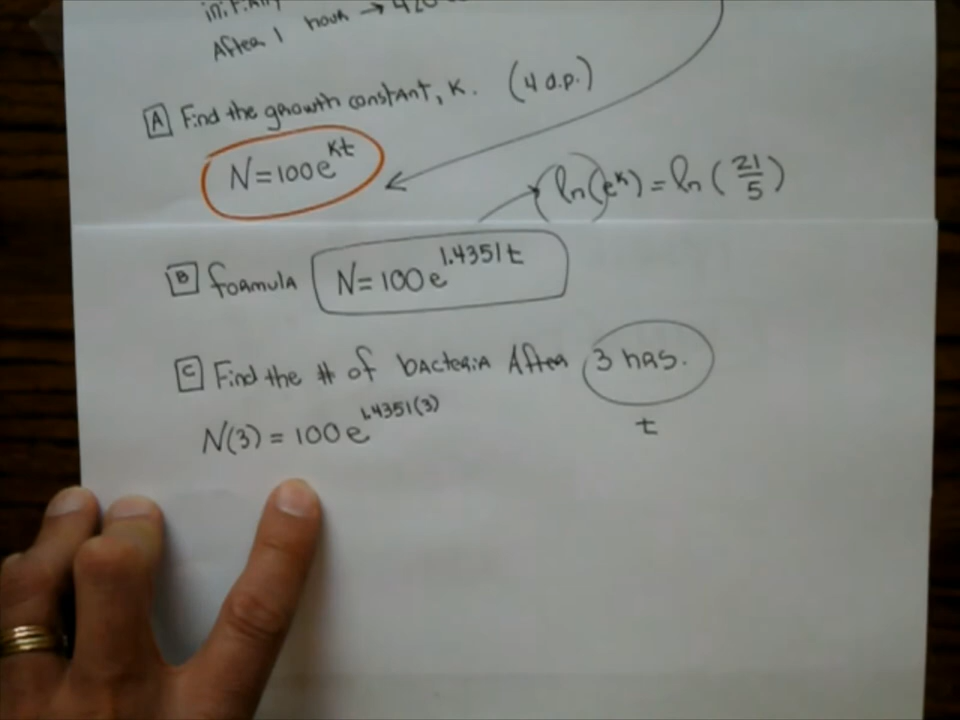 After 1 hour → 420
A Find the growth constant, K. (4 d.p.)
N=100e^kt
ln(e^k) = ln(21/5)
B formula N=100e^1.4351t
C Find the # of bacteria After 3 hrs.
t
N(3) = 100e^1.4351(3)